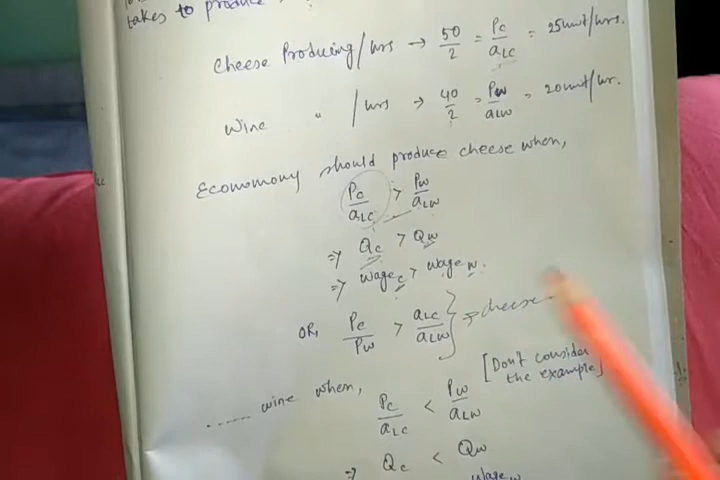 takes to produce
Cheese Producing/hrs → 50/2 = Pc/aLC = 25unit/hrs.
Wine " /hrs → 40/2 = Pw/aLW = 20unit/hr.
Economony should produce cheese when,
Pc/aLC > Pw/aLW
⇒ Qc > Qw
⇒ wagec > wagew.
OR, Pc/Pw > aLC/aLW } ⇒ cheese
...... wine when,
[Don't consider
the example]
Pc/aLC < Pw/aLW
⇒ Qc < Qw
wagew